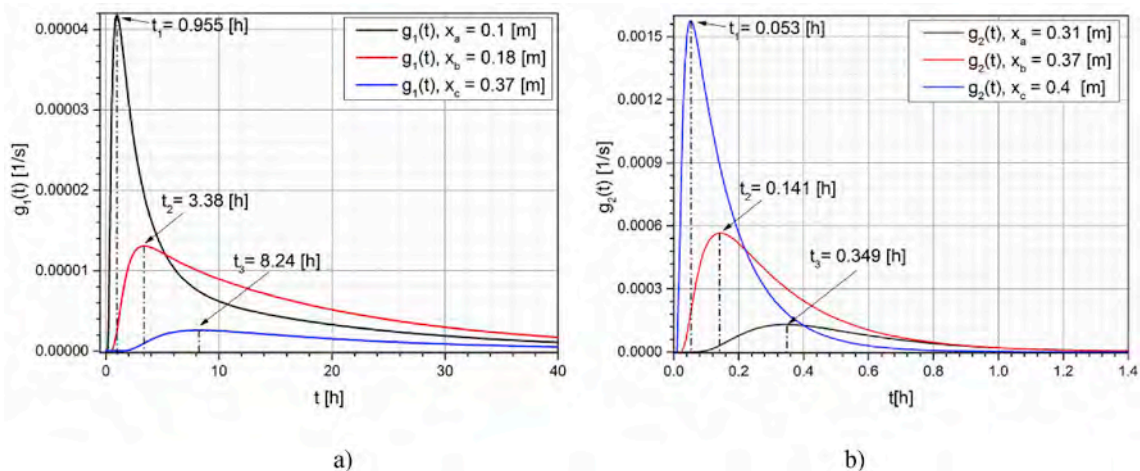 t₁= 0.955 [h]
g₁(t), xₐ = 0.1 [m]
g₁(t), x_b = 0.18 [m]
g₁(t), x_c = 0.37 [m]
t₂= 3.38 [h]
t₃= 8.24 [h]
0.00004
0.00003
0.00002
0.00001
0.00000
g₁(t) [1/s]
0
10
20
30
40
t [h]
a)
t₁= 0.053 [h]
g₂(t), xₐ = 0.31 [m]
g₂(t), x_b = 0.37 [m]
g₂(t), x_c = 0.4 [m]
t₂= 0.141 [h]
t₃= 0.349 [h]
0.0015
0.0012
0.0009
0.0006
0.0003
0.0000
g₂(t) [1/s]
0.0
0.2
0.4
0.6
0.8
1.0
1.2
1.4
t[h]
b)